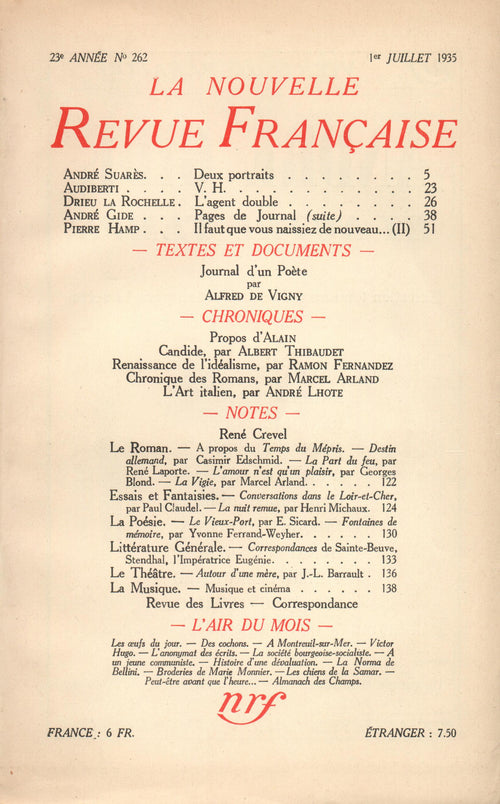 23e ANNÉE No 262 1er JUILLET 1935
LA NOUVELLE
REVUE FRANÇAISE
ANDRÉ SUARÈS. . . Deux portraits . . . . . . . . 5
AUDIBERTI . . . . V. H. . . . . . . . . . . . . 23
DRIEU LA ROCHELLE. L'agent double . . . . . . . . 26
ANDRÉ GIDE . . . Pages de Journal (suite) . . . . 38
PIERRE HAMP. . . Il faut que vous naissiez de nouveau... (II) 51
— TEXTES ET DOCUMENTS —
Journal d'un Poète
par
ALFRED DE VIGNY
— CHRONIQUES —
Propos d'ALAIN
Candide, par ALBERT THIBAUDET
Renaissance de l'idéalisme, par RAMON FERNANDEZ
Chronique des Romans, par MARCEL ARLAND
L'Art italien, par ANDRÉ LHOTE
— NOTES —
René Crevel
Le Roman. — A propos du Temps du Mépris. — Destin
allemand, par Casimir Edschmid. — La Part du feu, par
René Laporte. — L'amour n'est qu'un plaisir, par Georges
Blond. — La Vigie, par Marcel Arland. . . . . . 122
Essais et Fantaisies. — Conversations dans le Loir-et-Cher,
par Paul Claudel. — La nuit remue, par Henri Michaux. 124
La Poésie. — Le Vieux-Port, par E. Sicard. — Fontaines de
mémoire, par Yvonne Ferrand-Weyher. . . . . . 130
Littérature Générale. — Correspondances de Sainte-Beuve,
Stendhal, l'Impératrice Eugénie. . . . . . . . . 133
Le Théâtre. — Autour d'une mère, par J.-L. Barrault . 136
La Musique. — Musique et cinéma . . . . . . . 138
Revue des Livres — Correspondance
— L'AIR DU MOIS —
Les œufs du jour. — Des cochons. — A Montreuil-sur-Mer. — Victor
Hugo. — L'anonymat des écrits. — La société bourgeoise-socialiste. — A
un jeune communiste. — Histoire d'une dévaluation. — La Norma de
Bellini. — Broderies de Marie Monnier. — Les chiens de la Samar. —
Peut-être avant que l'heure... — Almanach des Champs.
nrf
FRANCE : 6 FR. ÉTRANGER : 7.50